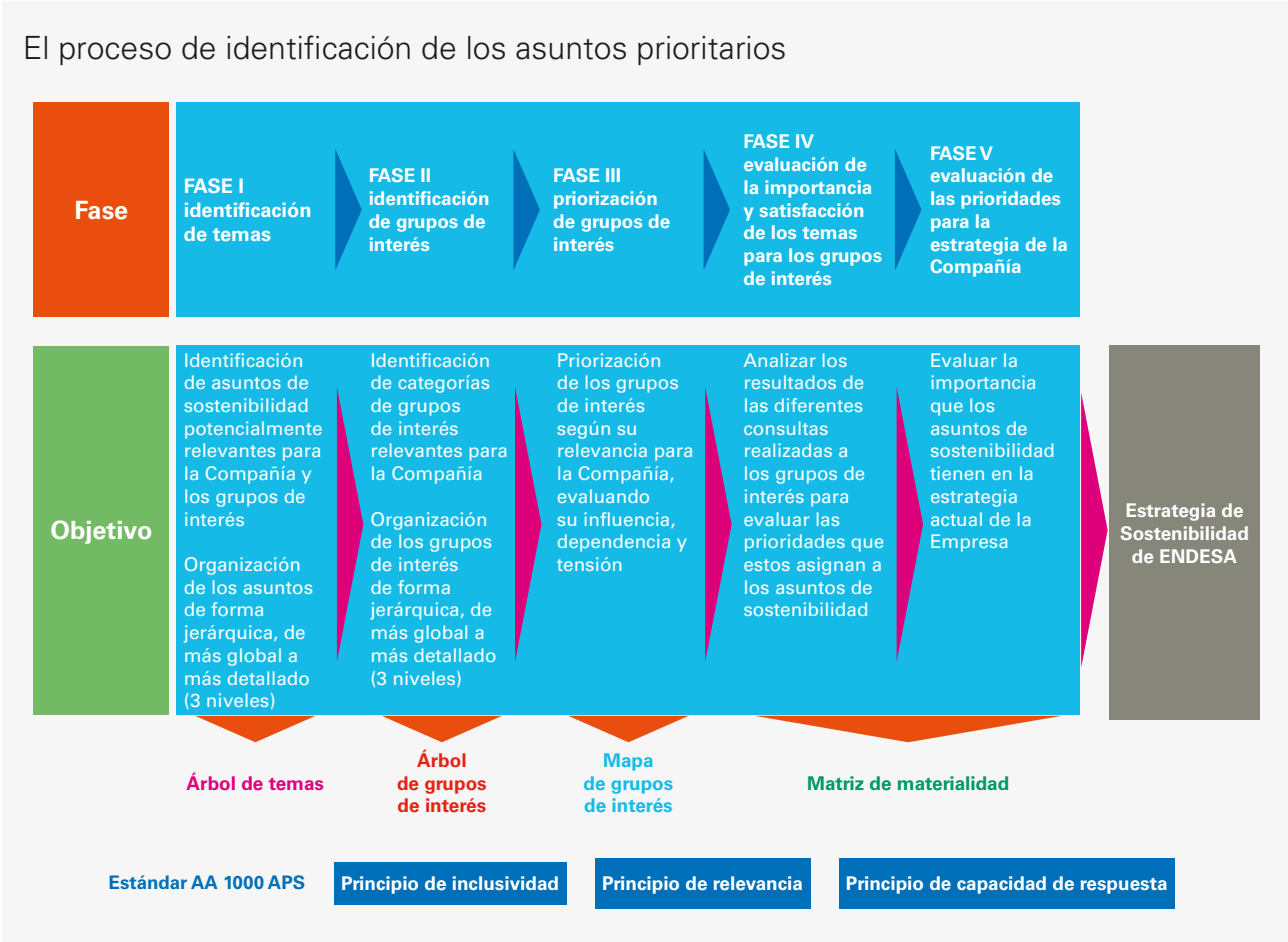 El proceso de identificación de los asuntos prioritarios
Fase
FASE I
identificación
de temas
FASE II
identificación
de grupos de
interés
FASE III
priorización
de grupos de
interés
FASE IV
evaluación de
la importancia
y satisfacción
de los temas
para los grupos
de interés
FASE V
evaluación de
las prioridades
para la
estrategia de la
Compañía
Objetivo
Identificación
de asuntos de
sostenibilidad
potencialmente
relevantes para
la Compañía y
los grupos de
interés
Organización
de los asuntos
de forma
jerárquica, de
más global a
más detallado
(3 niveles)
Identificación
de categorías
de grupos
de interés
relevantes para
la Compañía
Organización
de los grupos
de interés
de forma
jerárquica, de
más global a
más detallado
(3 niveles)
Priorización
de los grupos
de interés
según su
relevancia para
la Compañía,
evaluando
su influencia,
dependencia y
tensión
Analizar los
resultados de
las diferentes
consultas
realizadas a
los grupos de
interés para
evaluar las
prioridades que
estos asignan a
los asuntos de
sostenibilidad
Evaluar la
importancia
que los
asuntos de
sostenibilidad
tienen en la
estrategia
actual de la
Empresa
Estrategia de
Sostenibilidad
de ENDESA
Árbol de temas
Árbol
de grupos
de interés
Mapa
de grupos
de interés
Matriz de materialidad
Estándar AA 1000 APS
Principio de inclusividad
Principio de relevancia
Principio de capacidad de respuesta